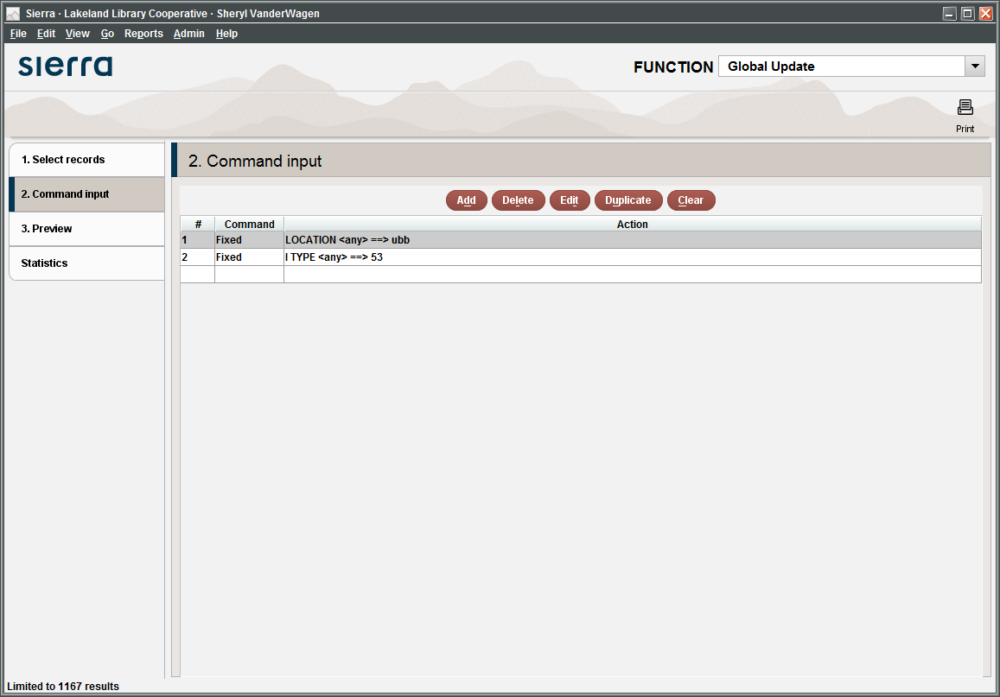 Sierra · Lakeland Library Cooperative · Sheryl VanderWagen
File Edit View Go Reports Admin Help
sierra
FUNCTION Global Update
Print
1. Select records
2. Command input
3. Preview
Statistics
2. Command input
Add Delete Edit Duplicate Clear
# Command Action
1 Fixed LOCATION <any> ==> ubb
2 Fixed I TYPE <any> ==> 53
Limited to 1167 results